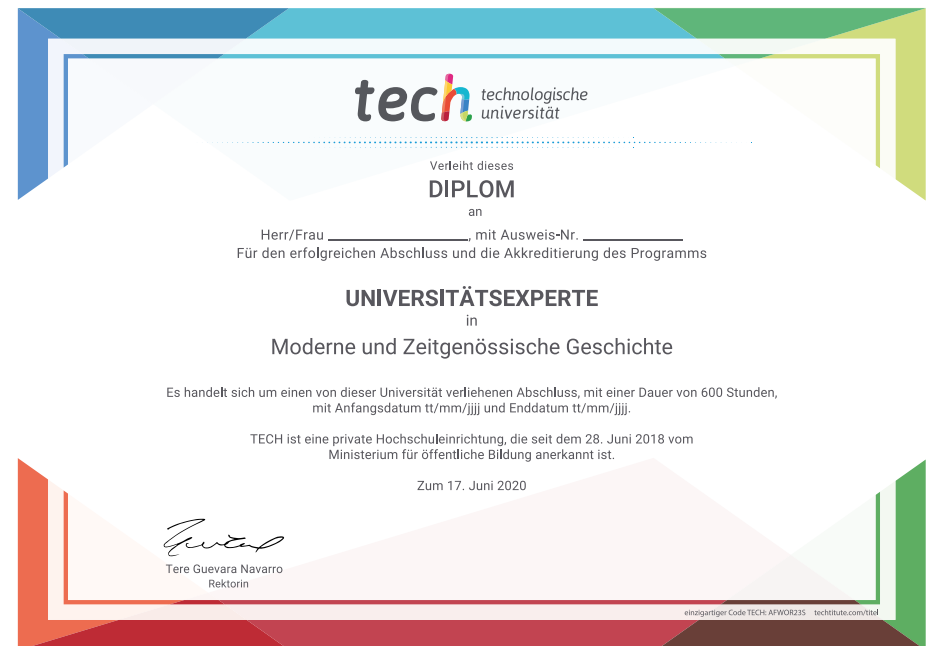 tech technologische
universität
Verleiht dieses
DIPLOM
an
Herr/Frau ____________________, mit Ausweis-Nr. ______________
Für den erfolgreichen Abschluss und die Akkreditierung des Programms
UNIVERSITÄTSEXPERTE
in
Moderne und Zeitgenössische Geschichte
Es handelt sich um einen von dieser Universität verliehenen Abschluss, mit einer Dauer von 600 Stunden,
mit Anfangsdatum tt/mm/jjjj und Enddatum tt/mm/jjjj.
TECH ist eine private Hochschuleinrichtung, die seit dem 28. Juni 2018 vom
Ministerium für öffentliche Bildung anerkannt ist.
Zum 17. Juni 2020
Tere Guevara Navarro
Rektorin
einzigartiger Code TECH: AFWOR23S techtitute.com/titel